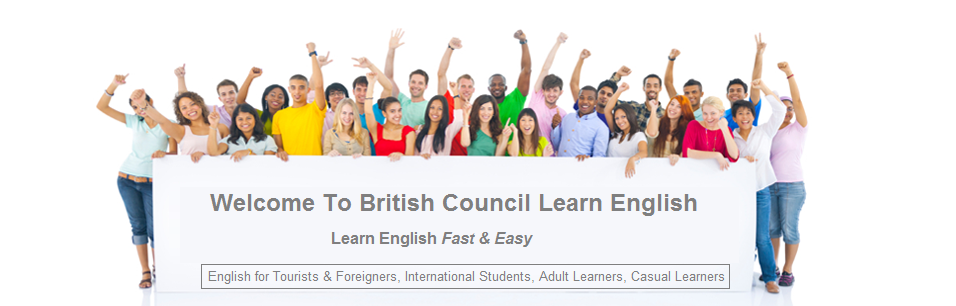 Welcome To British Council Learn English
Learn English Fast & Easy
English for Tourists & Foreigners, International Students, Adult Learners, Casual Learners